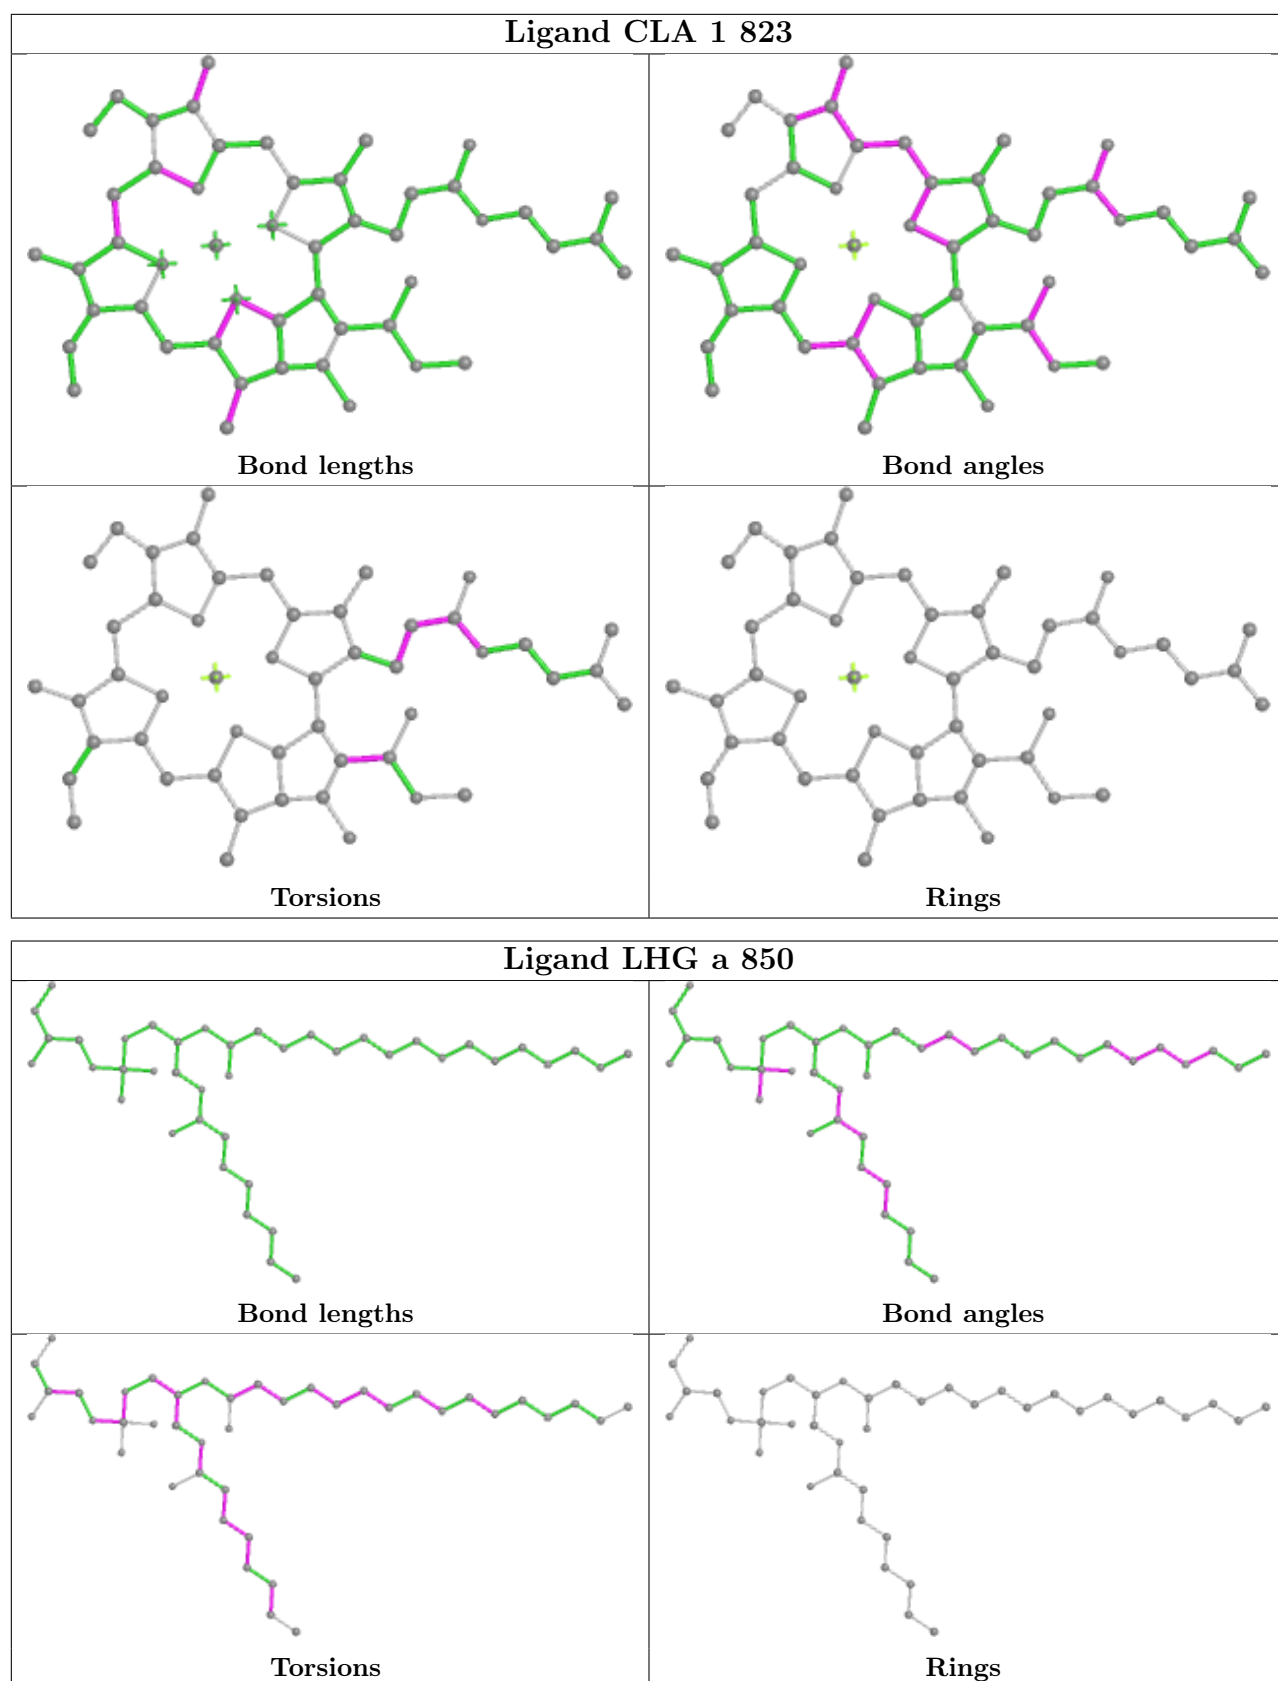 Ligand CLA 1 823
Bond lengths
Bond angles
Torsions
Rings
Ligand LHG a 850
Bond lengths
Bond angles
Torsions
Rings